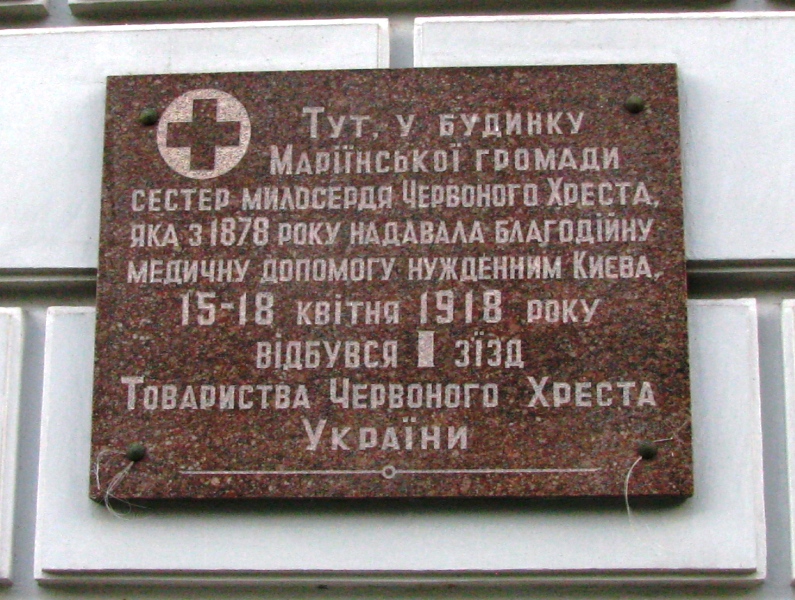 Тут, у будинку
Маріїнської громади
сестер милосердя Червоного Хреста,
яка з 1878 року надавала благодійну
медичну допомогу нужденним Києва,
15-18 квітня 1918 року
відбувся I з'їзд
Товариства Червоного Хреста
України